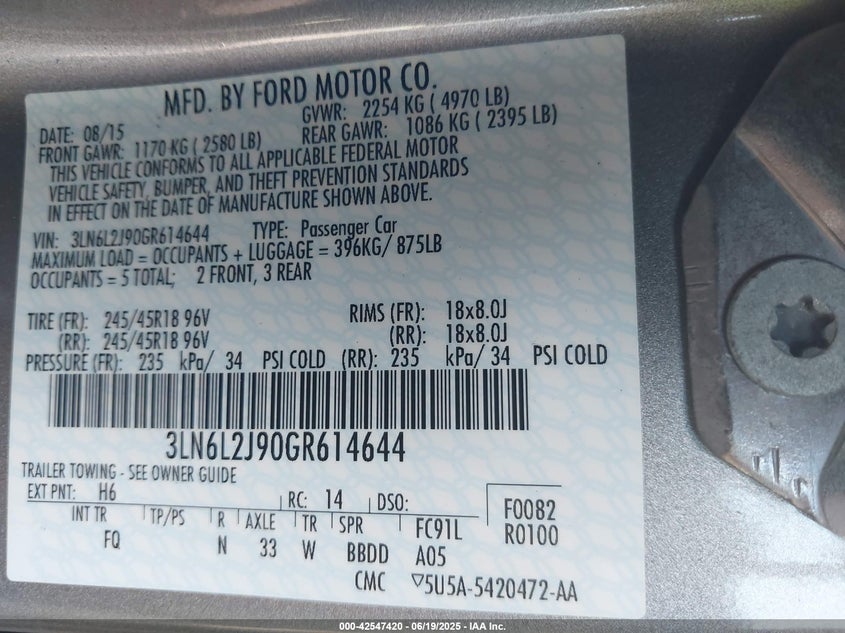 MFD. BY FORD MOTOR CO.
DATE: 08/15 GVWR: 2254 KG ( 4970 LB)
FRONT GAWR: 1170 KG ( 2580 LB) REAR GAWR: 1086 KG ( 2395 LB)
THIS VEHICLE CONFORMS TO ALL APPLICABLE FEDERAL MOTOR
VEHICLE SAFETY, BUMPER, AND THEFT PREVENTION STANDARDS
IN EFFECT ON THE DATE OF MANUFACTURE SHOWN ABOVE.
VIN: 3LN6L2J90GR614644 TYPE: Passenger Car
MAXIMUM LOAD = OCCUPANTS + LUGGAGE = 396KG/ 875LB
OCCUPANTS = 5 TOTAL; 2 FRONT, 3 REAR
TIRE (FR): 245/45R18 96V RIMS (FR): 18x8.0J
(RR): 245/45R18 96V (RR): 18x8.0J
PRESSURE (FR): 235 kPa/ 34 PSI COLD (RR): 235 kPa/ 34 PSI COLD
3LN6L2J90GR614644
TRAILER TOWING - SEE OWNER GUIDE
EXT PNT: H6 RC: 14 DSO: F0082
INT TR TP/PS R AXLE TR SPR FC91L R0100
FQ N 33 W BBDD A05
CMC ▽5U5A-5420472-AA
000-42547420 - 06/19/2025 - IAA Inc.